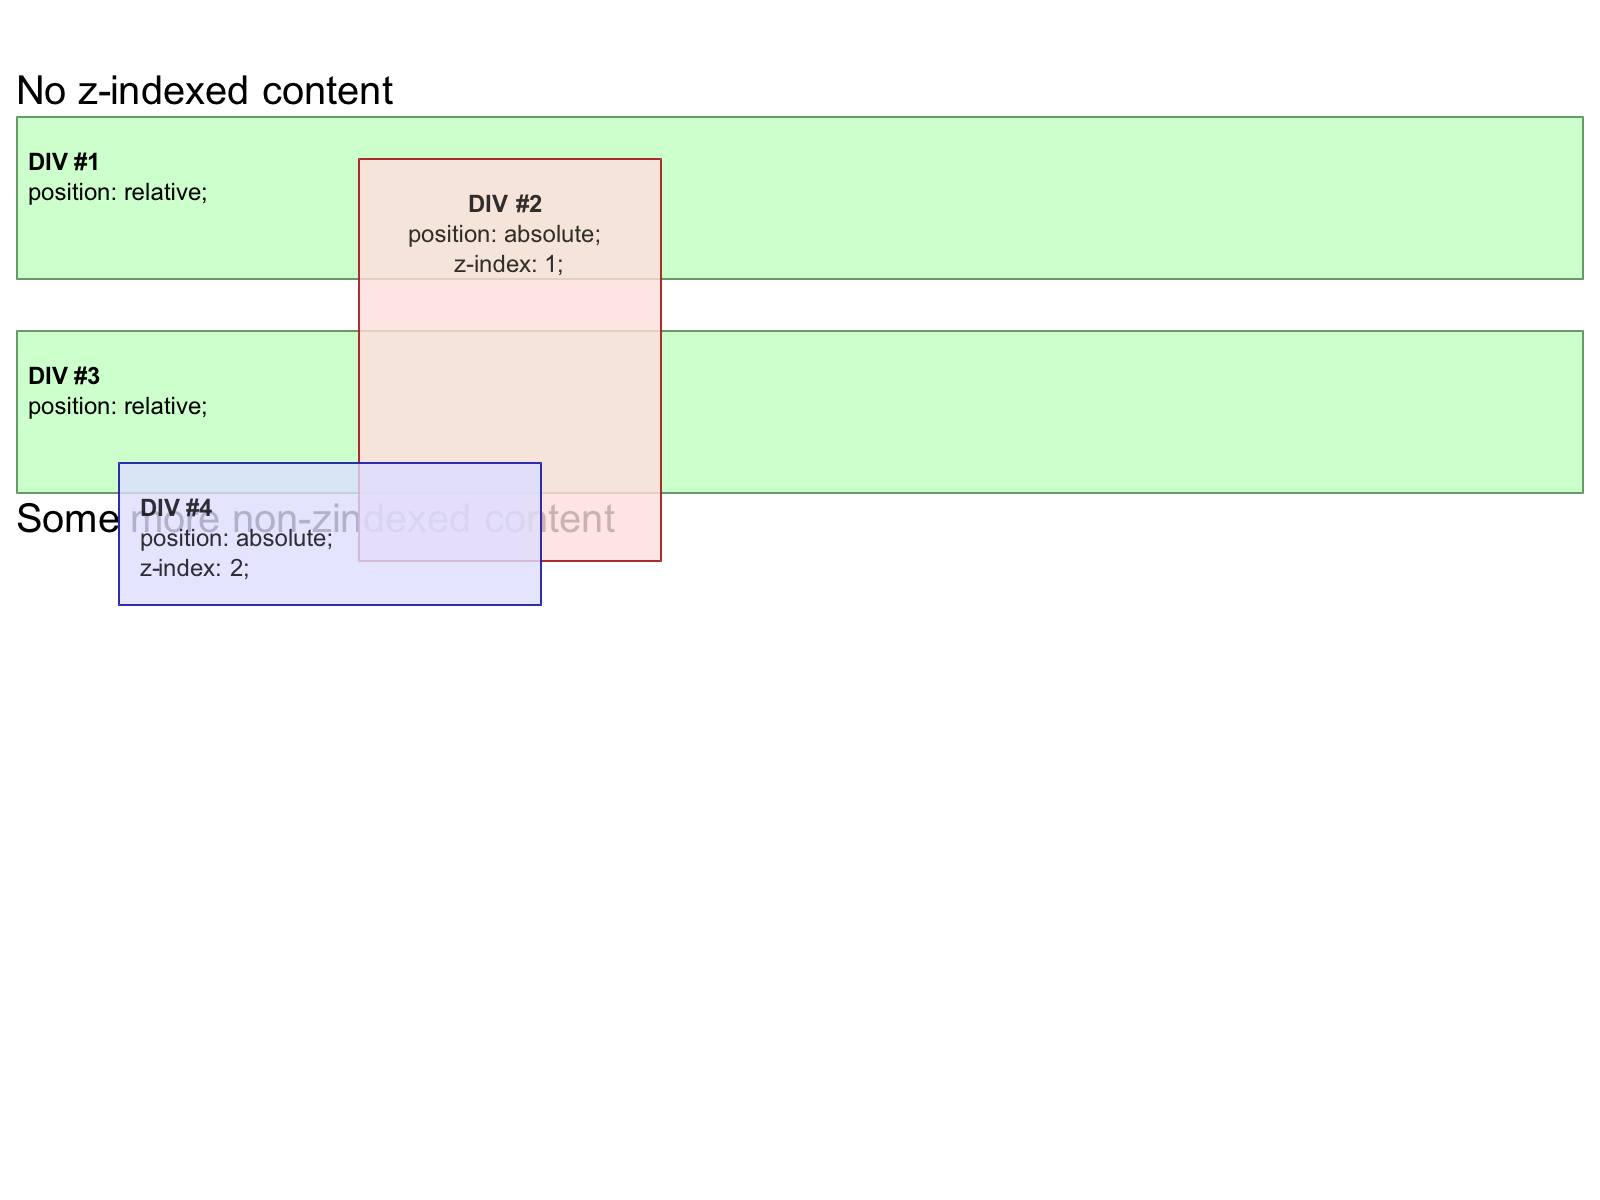 No z-indexed content
DIV #1
position: relative;
DIV #2
position: absolute;
z-index: 1;
DIV #3
position: relative;
Some more non-zindexed content
DIV #4
position: absolute;
z-index: 2;